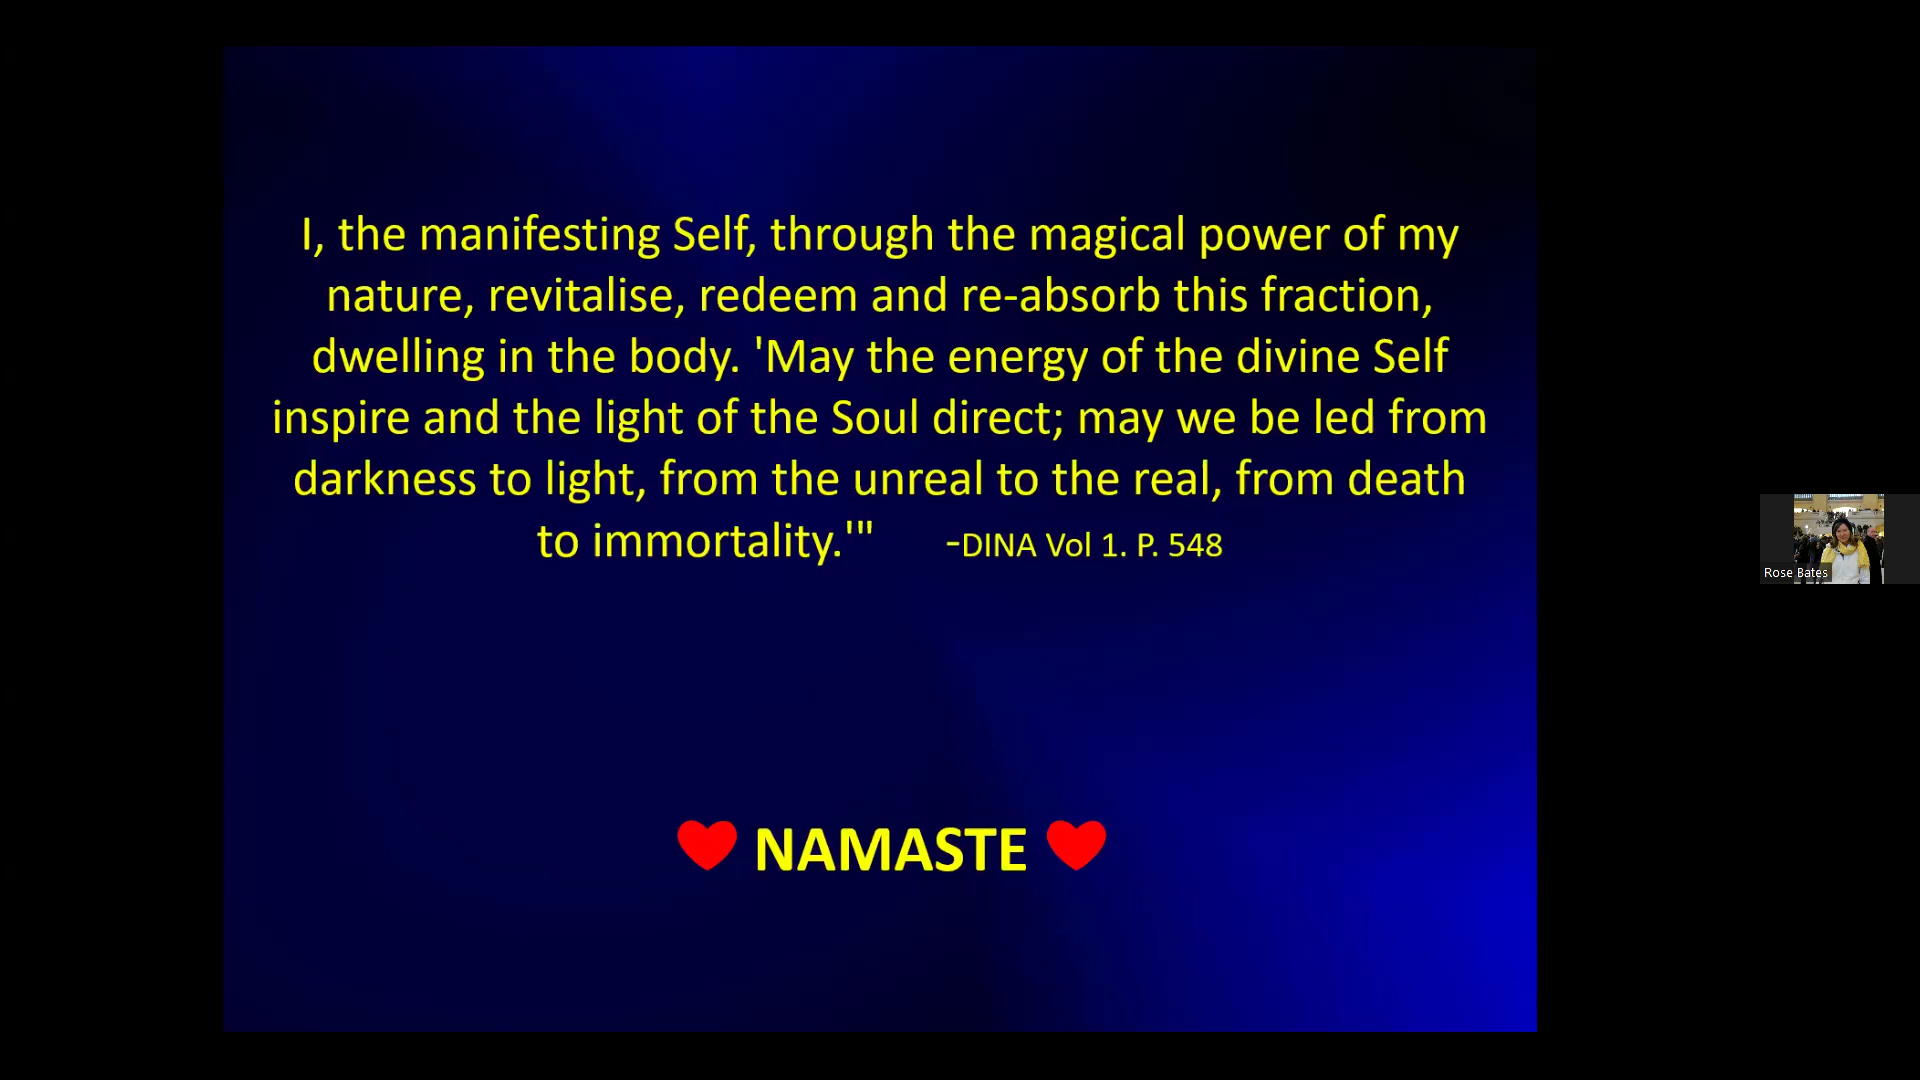 I, the manifesting Self, through the magical power of my
nature, revitalise, redeem and re-absorb this fraction,
dwelling in the body. 'May the energy of the divine Self
inspire and the light of the Soul direct; may we be led from
darkness to light, from the unreal to the real, from death
to immortality.'" -DINA Vol 1. P. 548
NAMASTE
Rose Bates